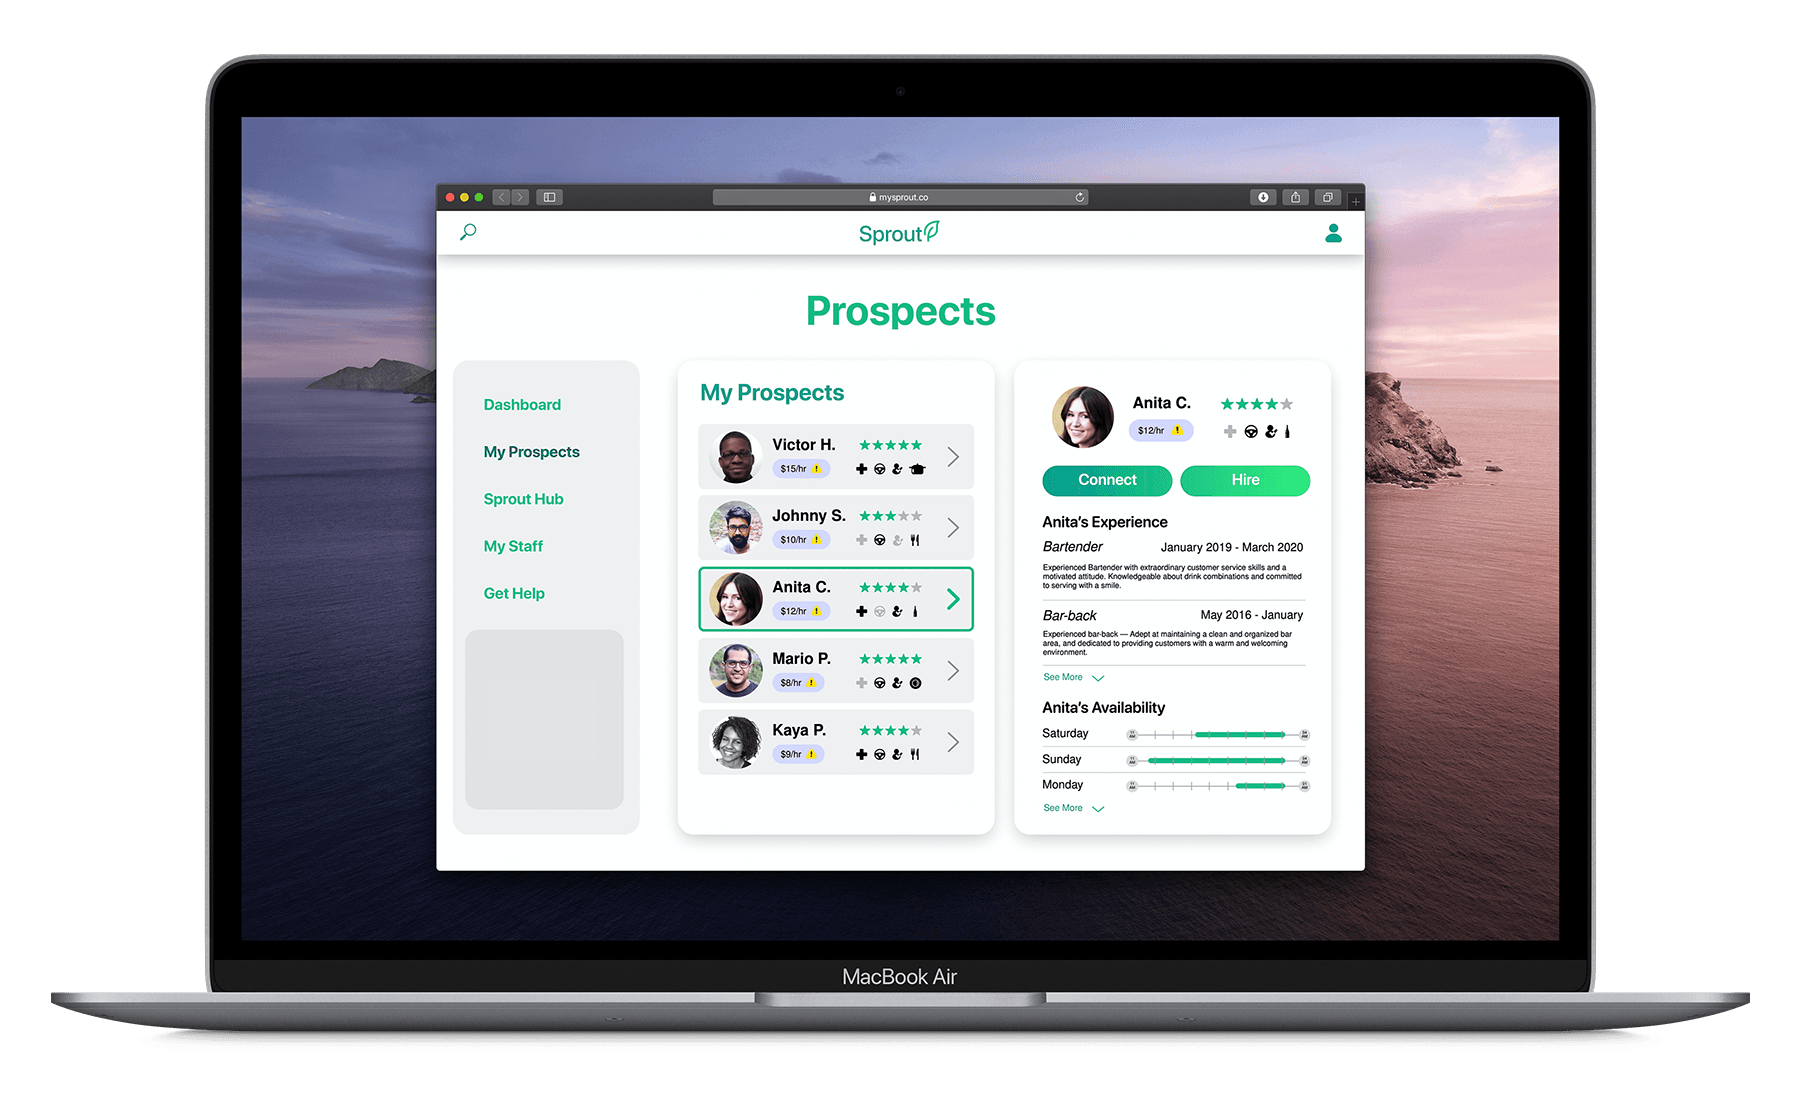 mysprout.co
Sprout
Prospects
Dashboard
My Prospects
Sprout Hub
My Staff
Get Help
My Prospects
Victor H.
$15/hr
Johnny S.
$10/hr
Anita C.
$12/hr
Mario P.
$8/hr
Kaya P.
$9/hr
Anita C.
$12/hr
Connect
Hire
Anita's Experience
Bartender January 2019 - March 2020
Experienced Bartender with extraordinary customer service skills and a
motivated attitude. Knowledgeable about drink combinations and committed
to serving with a smile.
Bar-back May 2016 - January
Experienced bar-back — Adept at maintaining a clean and organized bar
area, and dedicated to providing customers with a warm and welcoming
environment.
See More
Anita's Availability
Saturday
Sunday
Monday
See More
MacBook Air